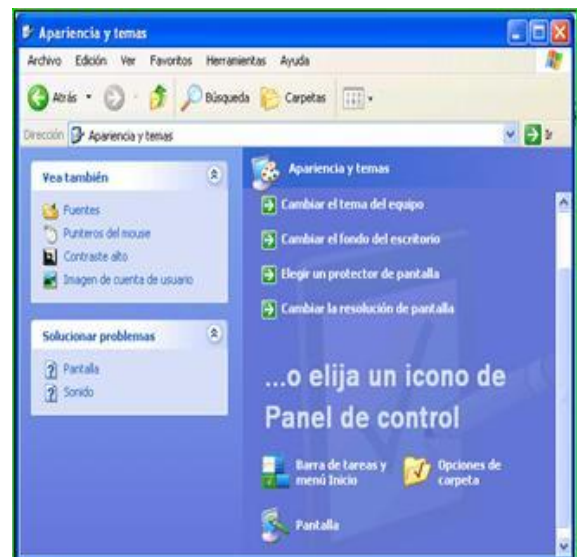 Apariencia y temas
Archivo Edición Ver Favoritos Herramientas Ayuda
Atrás Búsqueda Carpetas
Dirección Apariencia y temas Ir
Vea también
Fuentes
Punteros del mouse
Contraste alto
Imagen de cuenta de usuario
Solucionar problemas
Pantalla
Sonido
Apariencia y temas
Cambiar el tema del equipo
Cambiar el fondo del escritorio
Elegir un protector de pantalla
Cambiar la resolución de pantalla
...o elija un icono de
Panel de control
Barra de tareas y
menú Inicio
Opciones de
carpeta
Pantalla